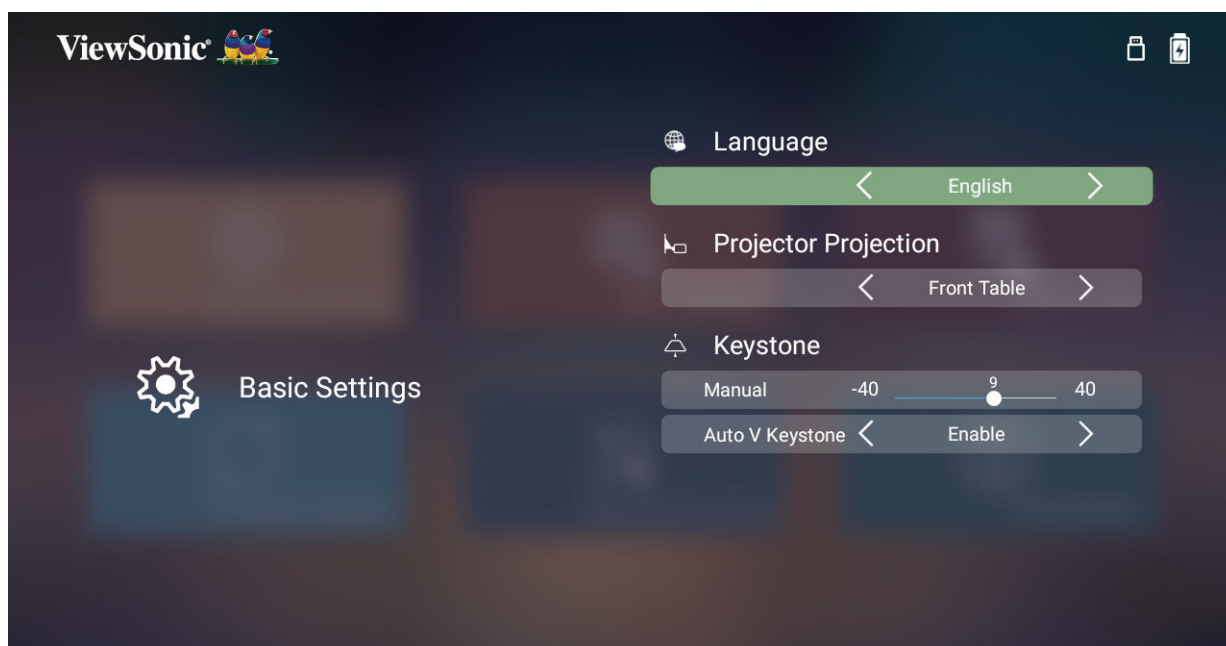 ViewSonic®
Language
English
Projector Projection
Front Table
Keystone
Manual -40 9 40
Auto V Keystone Enable
Basic Settings